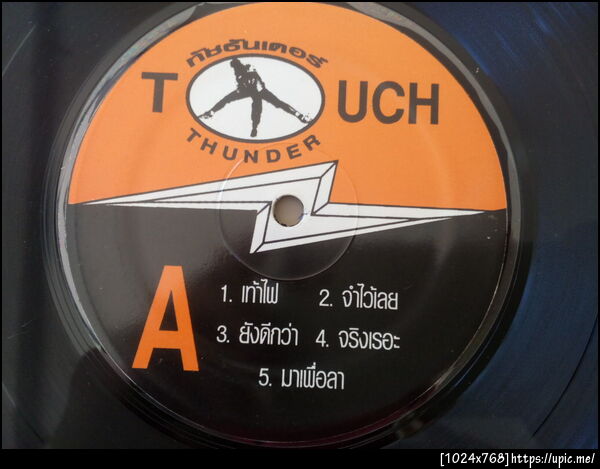 ทัชธันเดอร์
TOUCH
THUNDER
A
1. เท้าไฟ 2. จำไว้เลย
3. ยังดีกว่า 4. จริงเธอะ
5. มาเพื่อลา
[1024x768]https://upic.me/